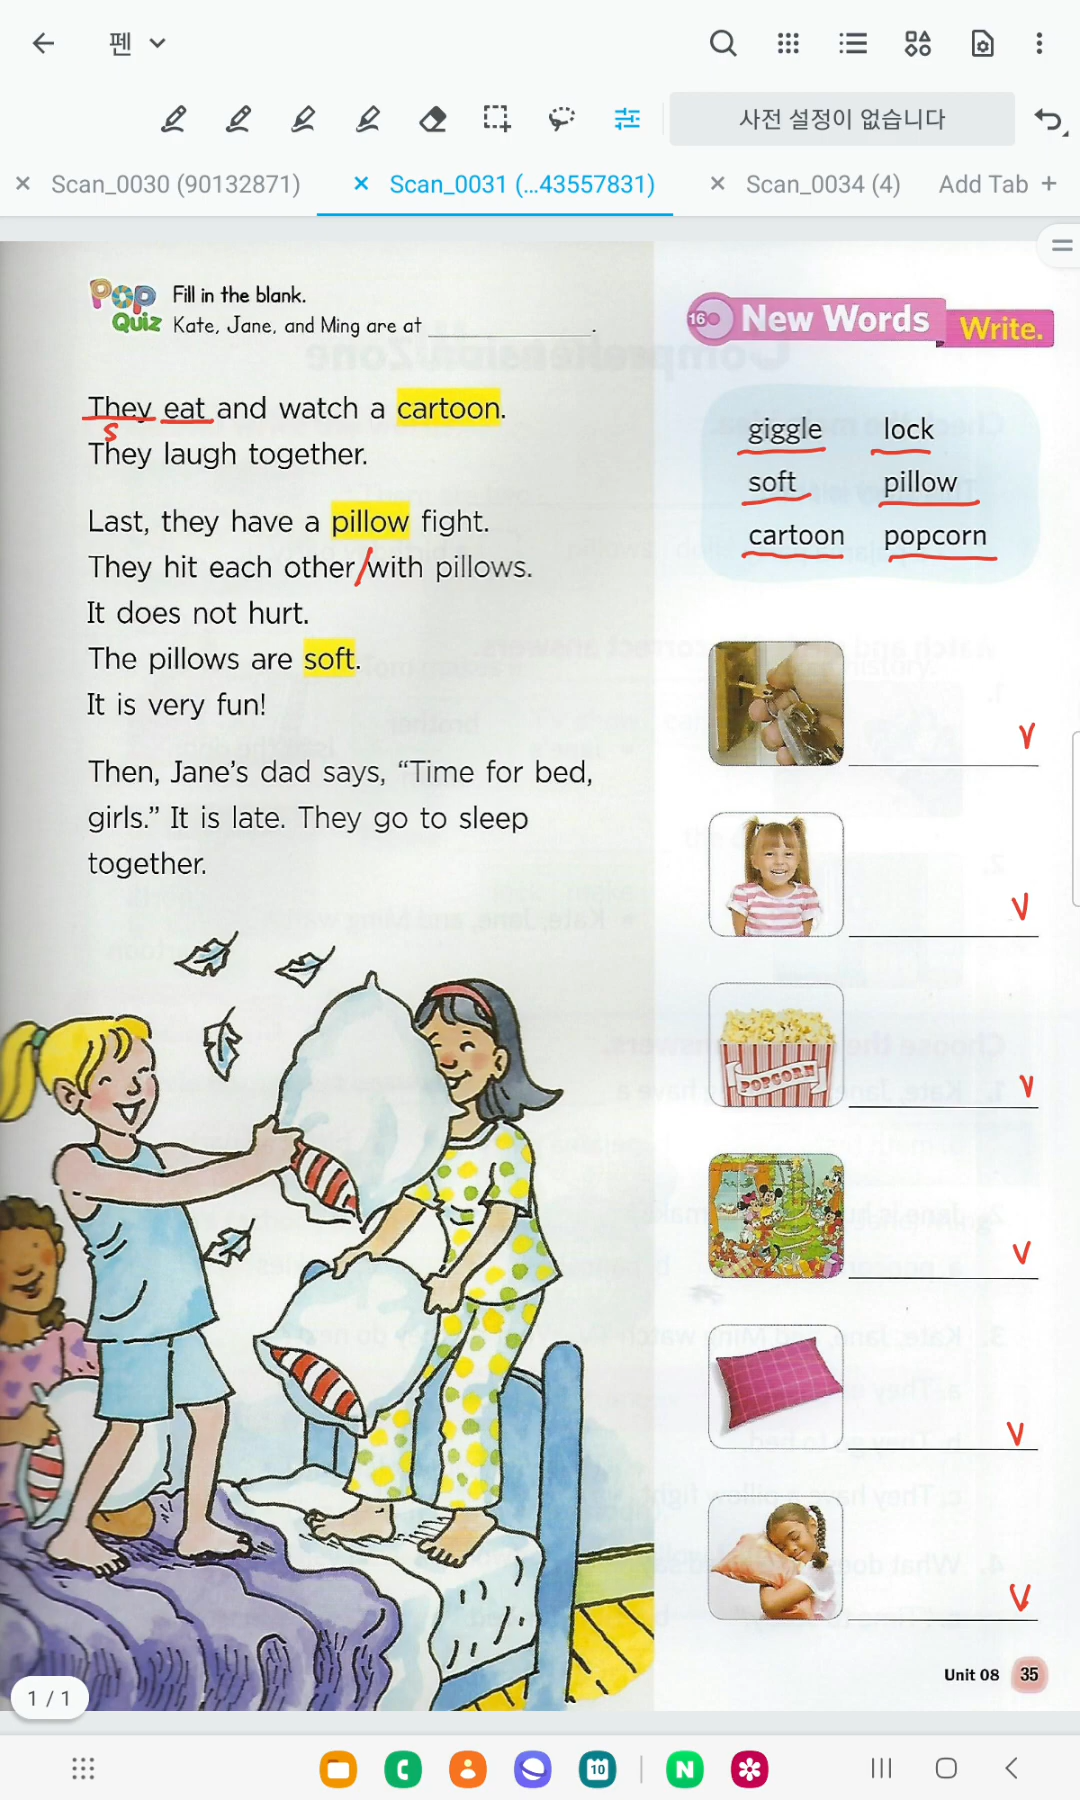 펜
사전 설정이 없습니다
Scan_0030 (90132871)
Scan_0031 (...43557831)
Scan_0034 (4)
Add Tab +
POP Quiz
Fill in the blank.
Kate, Jane, and Ming are at ____________.
They eat and watch a cartoon.
s
They laugh together.
Last, they have a pillow fight.
They hit each other/with pillows.
It does not hurt.
The pillows are soft.
It is very fun!
Then, Jane's dad says, "Time for bed,
girls." It is late. They go to sleep
together.
16 New Words Write.
giggle lock
soft pillow
cartoon popcorn
POPCORN
Unit 08 35
1 / 1
10
N